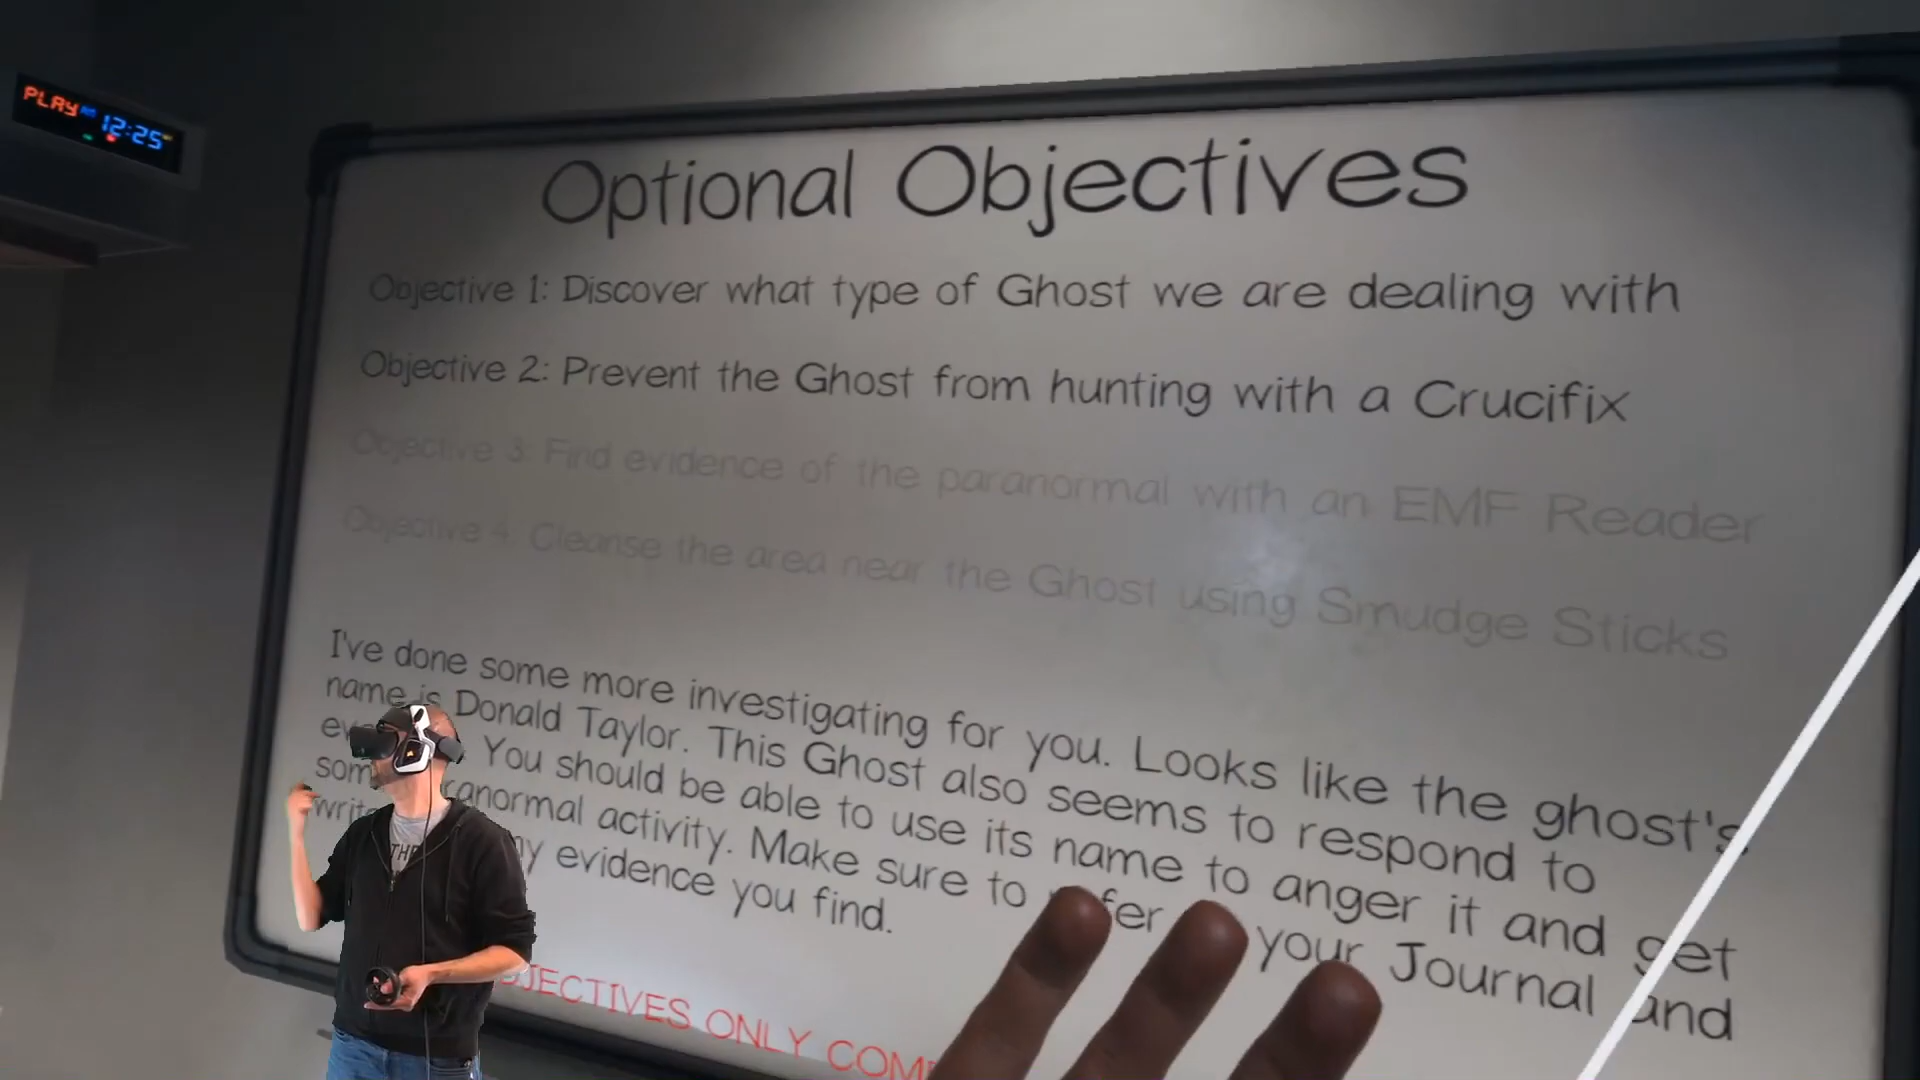 PLAY 12:25
Optional Objectives
Objective 1: Discover what type of Ghost we are dealing with
Objective 2: Prevent the Ghost from hunting with a Crucifix
Objective 3: Find evidence of the paranormal with an EMF Reader
Objective 4: Cleanse the area near the Ghost using Smudge Sticks
I've done some more investigating for you. Looks like the ghost's
name is Donald Taylor. This Ghost also seems to respond to
You should be able to use its name to anger it and get
activity. Make sure to your Journal and
evidence you find.
ONLY
THE